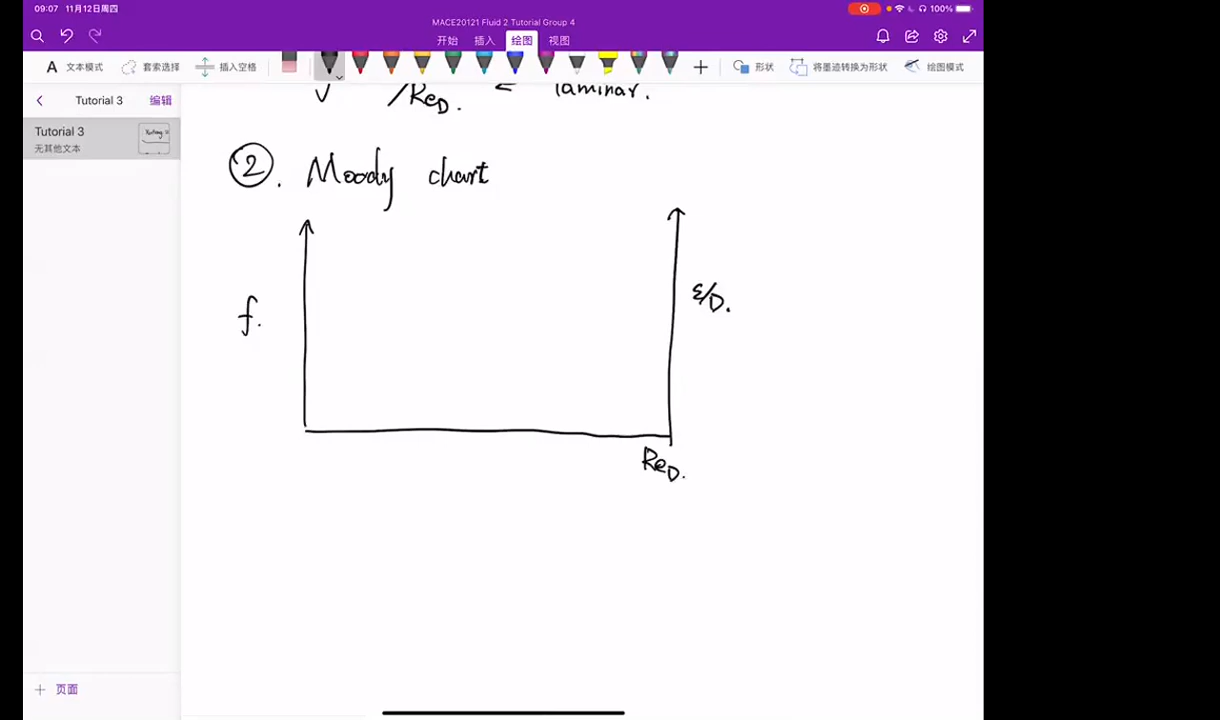 09:07 11月12日周四
100%
MACE20121 Fluid 2 Tutorial Group 4
开始 插入 绘图 视图
A 文本模式 套索选择 插入空格 形状 将墨迹转换为形状 绘图模式
Tutorial 3 编辑
Tutorial 3
无其他文本
/ReD. laminar.
②. Moody chart
f.
ε/D.
ReD.
+ 页面